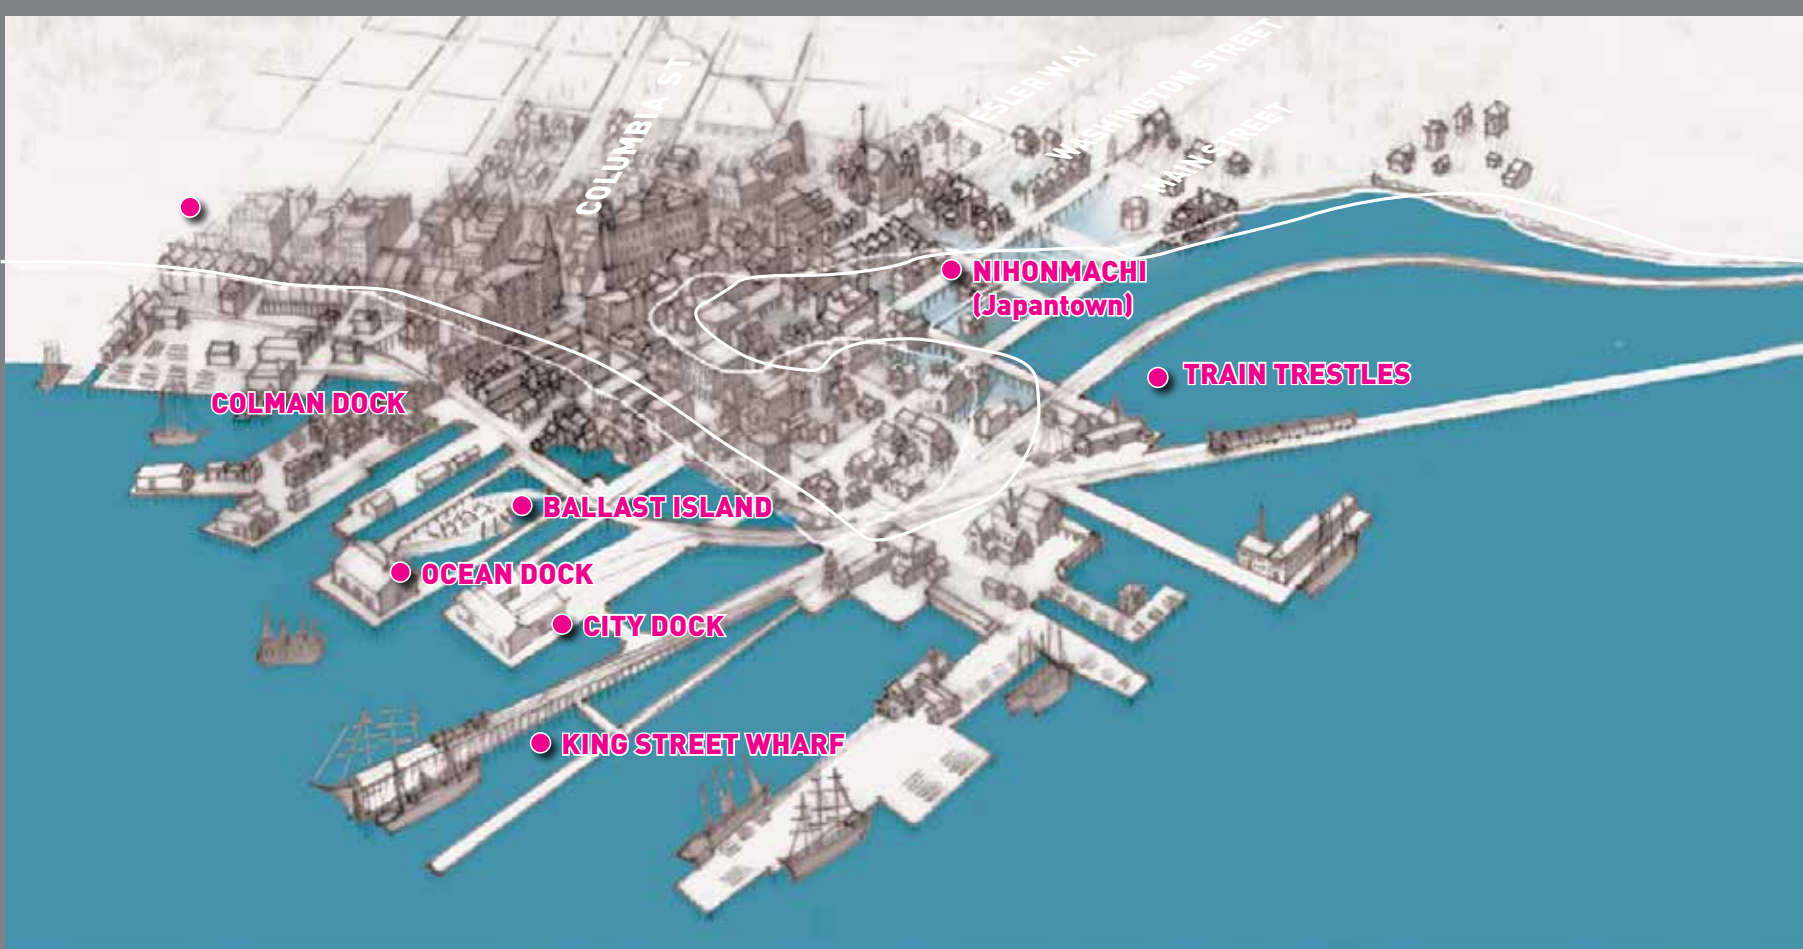 COLUMBIA ST
YESLER WAY
WASHINGTON STREET
MAIN STREET
NIHONMACHI
(Japantown)
TRAIN TRESTLES
COLMAN DOCK
BALLAST ISLAND
OCEAN DOCK
CITY DOCK
KING STREET WHARF